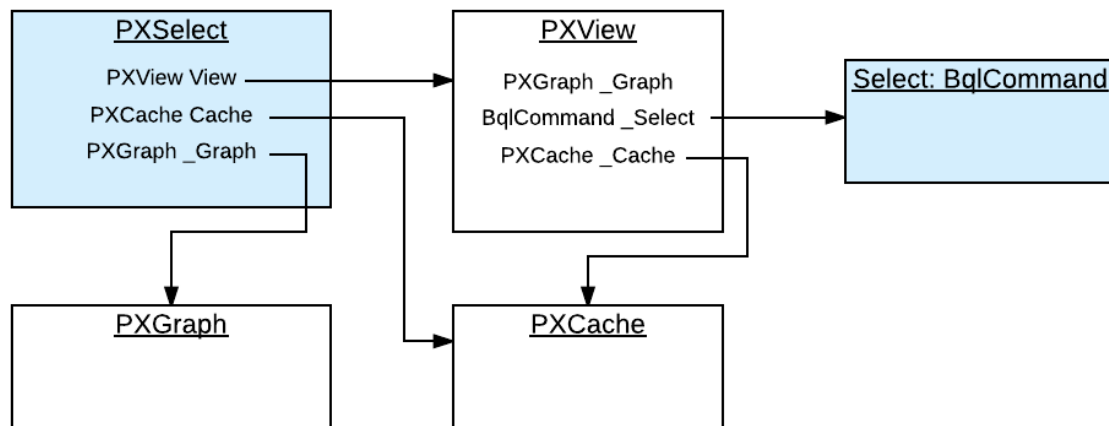 PXSelect
PXView View
PXCache Cache
PXGraph _Graph
PXView
PXGraph _Graph
BqlCommand _Select
PXCache _Cache
Select: BqlCommand
PXGraph
PXCache